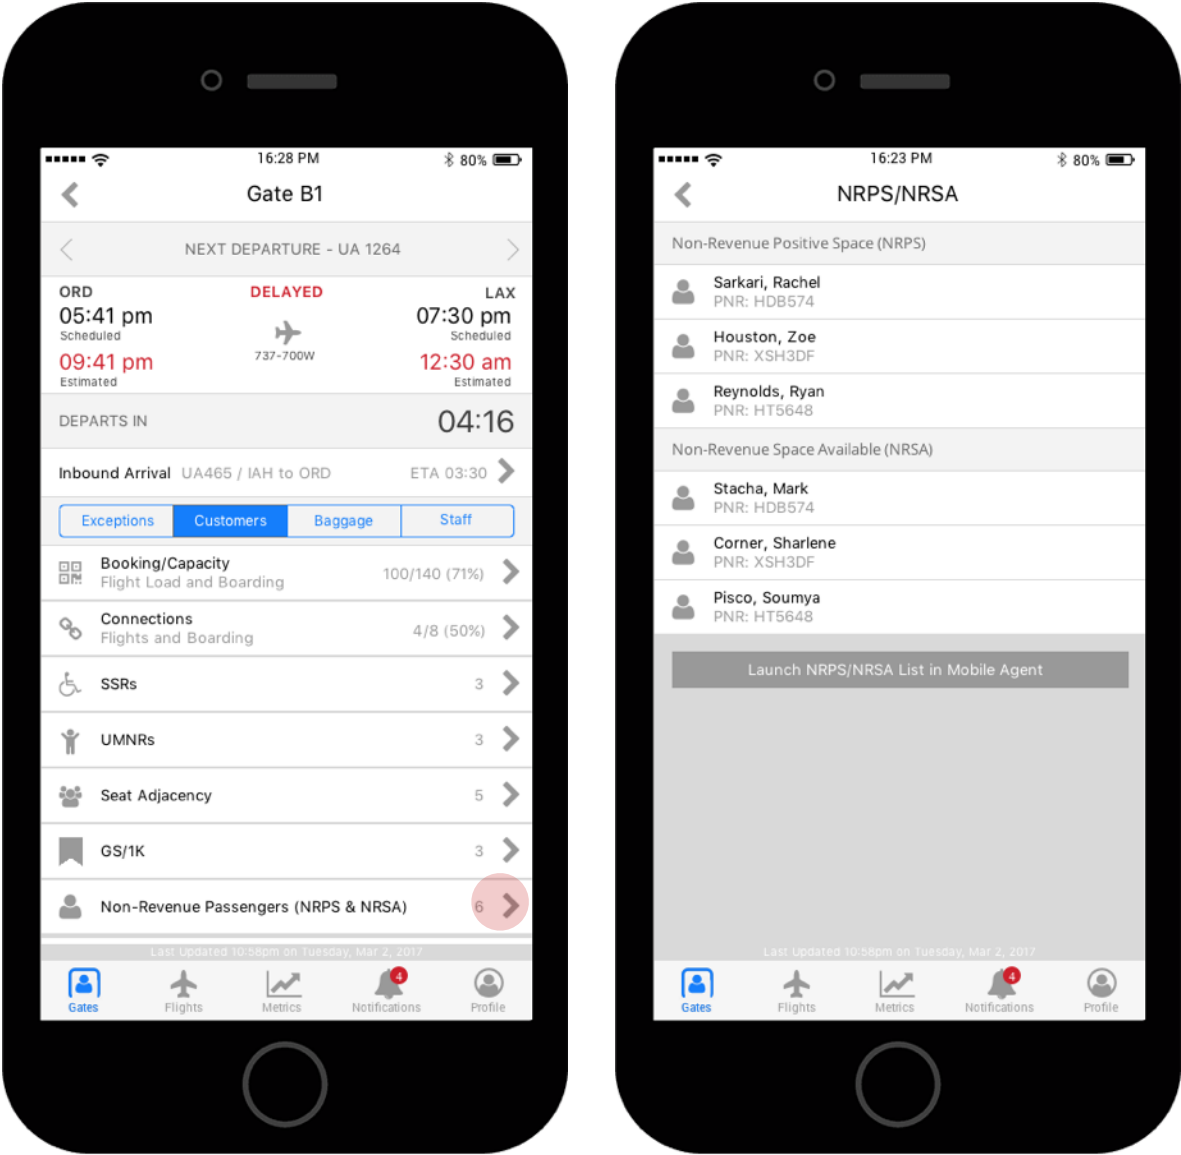 16:28 PM
80%
Gate B1
NEXT DEPARTURE - UA 1264
ORD DELAYED LAX
05:41 pm 07:30 pm
Scheduled Scheduled
737-700W
09:41 pm 12:30 am
Estimated Estimated
DEPARTS IN 04:16
Inbound Arrival UA465 / IAH to ORD ETA 03:30
Exceptions Customers Baggage Staff
Booking/Capacity
Flight Load and Boarding 100/140 (71%)
Connections
Flights and Boarding 4/8 (50%)
SSRs 3
UMNRs 3
Seat Adjacency 5
GS/1K 3
Non-Revenue Passengers (NRPS & NRSA) 6
Last Updated 10:58pm on Tuesday, Mar 2, 2017
4
Gates Flights Metrics Notifications Profile
16:23 PM
80%
NRPS/NRSA
Non-Revenue Positive Space (NRPS)
Sarkari, Rachel
PNR: HDB574
Houston, Zoe
PNR: XSH3DF
Reynolds, Ryan
PNR: HT5648
Non-Revenue Space Available (NRSA)
Stacha, Mark
PNR: HDB574
Corner, Sharlene
PNR: XSH3DF
Pisco, Soumya
PNR: HT5648
Launch NRPS/NRSA List in Mobile Agent
Last Updated 10:58pm on Tuesday, Mar 2, 2017
4
Gates Flights Metrics Notifications Profile